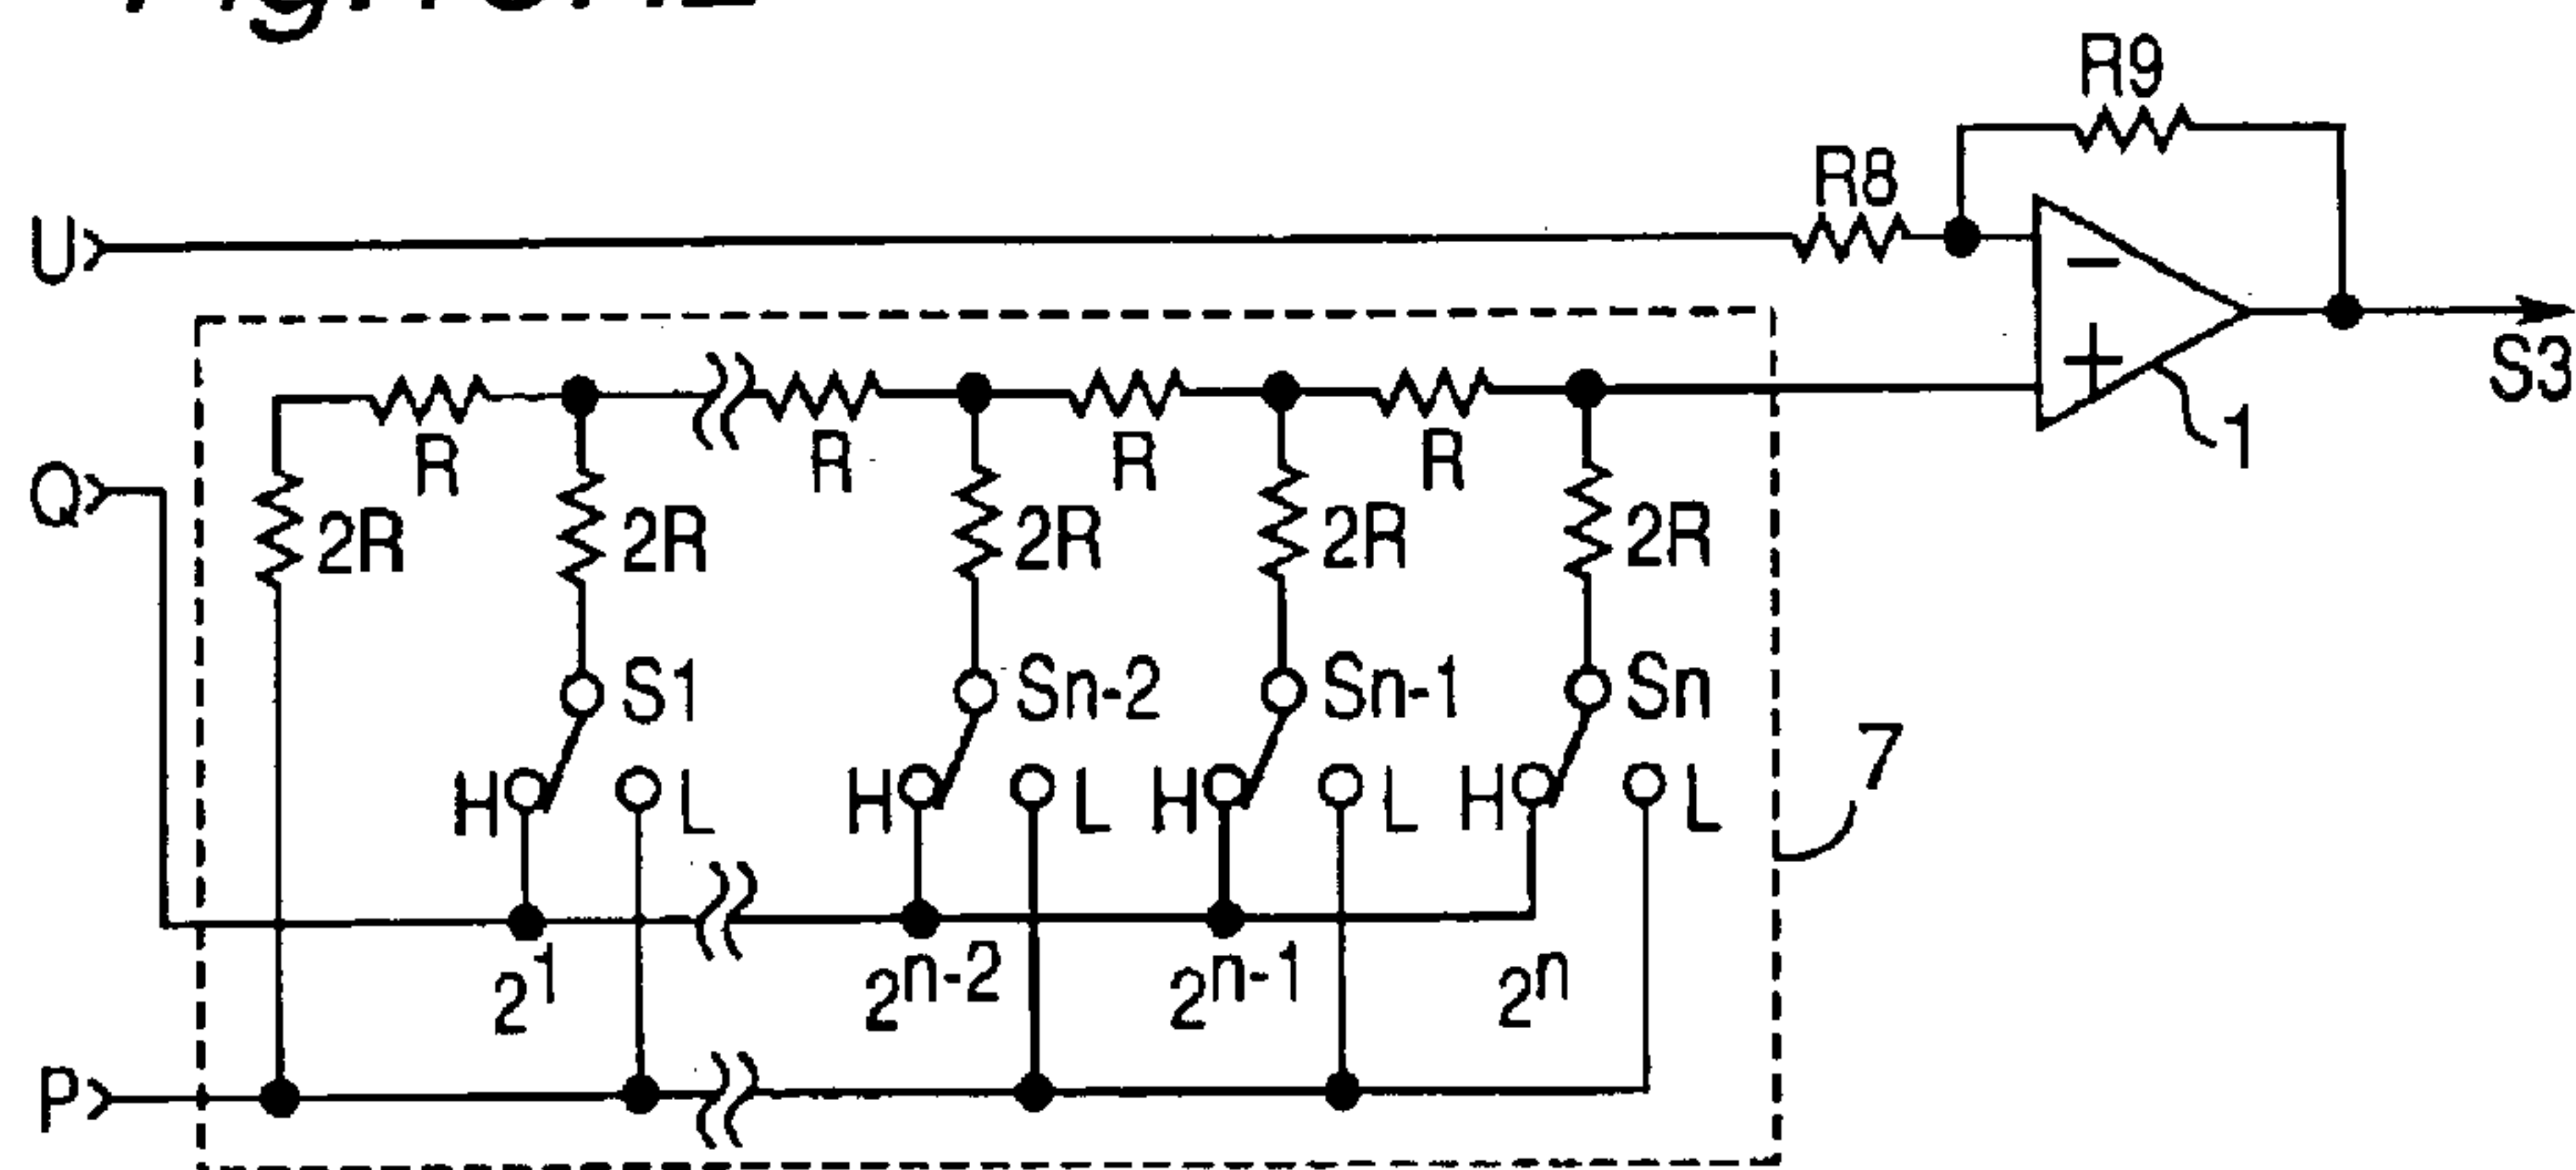 R9
R8
U
S3
1
R R R R
Q
2R 2R 2R 2R 2R
S1 Sn-2 Sn-1 Sn
7
H L H L H L H L
2^1 2^n-2 2^n-1 2^n
P